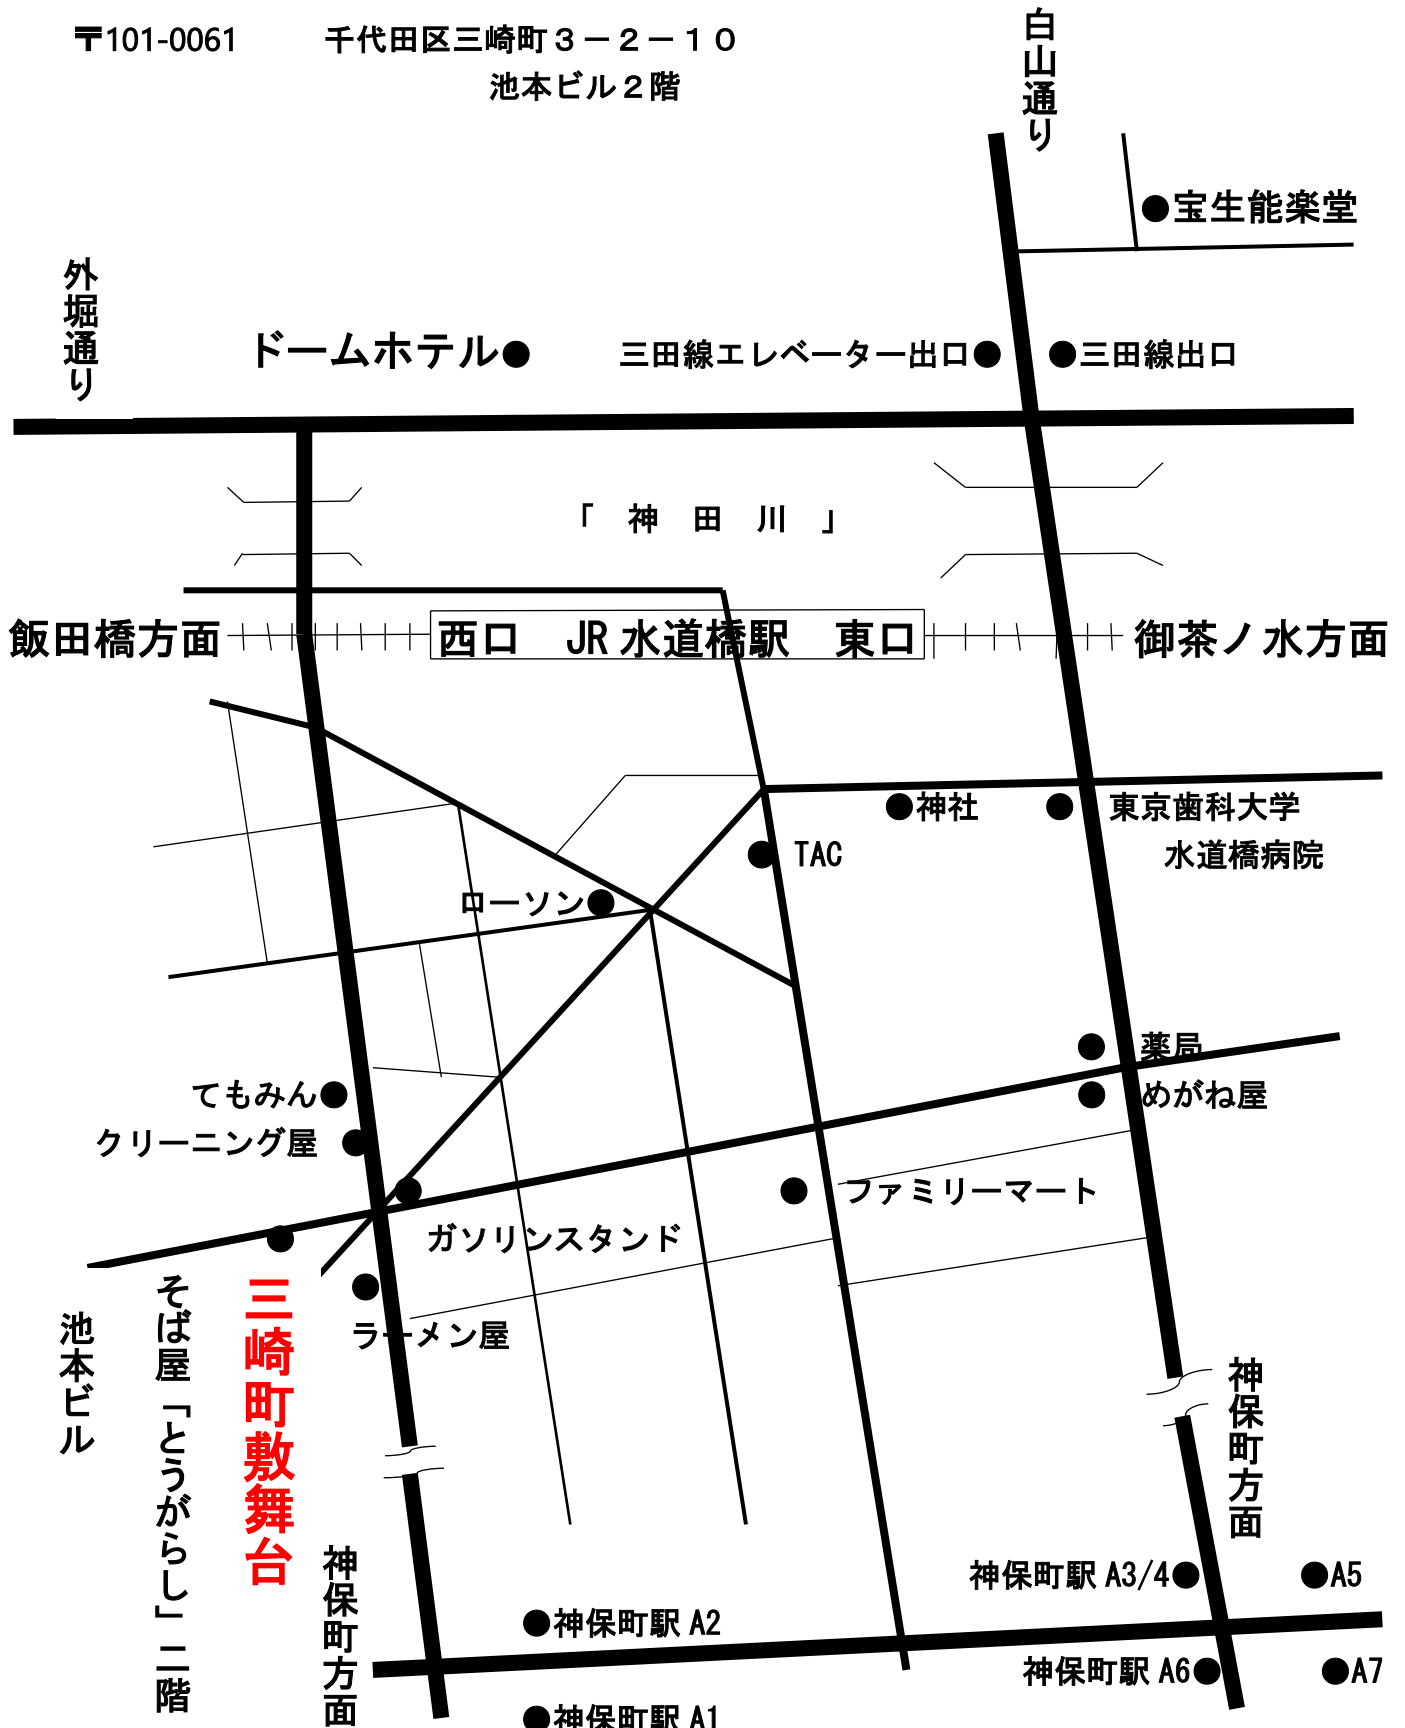 〒101-0061　千代田区三崎町３－２－１０
池本ビル２階
白山通り
●宝生能楽堂
外堀通り
ドームホテル●
三田線エレベーター出口●
●三田線出口
「　神　田　川　」
飯田橋方面
西口　JR 水道橋駅　東口
御茶ノ水方面
●神社
●　東京歯科大学
水道橋病院
●　TAC
ローソン●
●　薬局
てもみん●
●　めがね屋
クリーニング屋　●
●　ファミリーマート
ガソリンスタンド
ラーメン屋
三崎町敷舞台
そば屋「とうがらし」二階
池本ビル
神保町方面
神保町方面
神保町駅 A3/4●
●A5
●神保町駅 A2
神保町駅 A6●
●A7
●神保町駅 A1